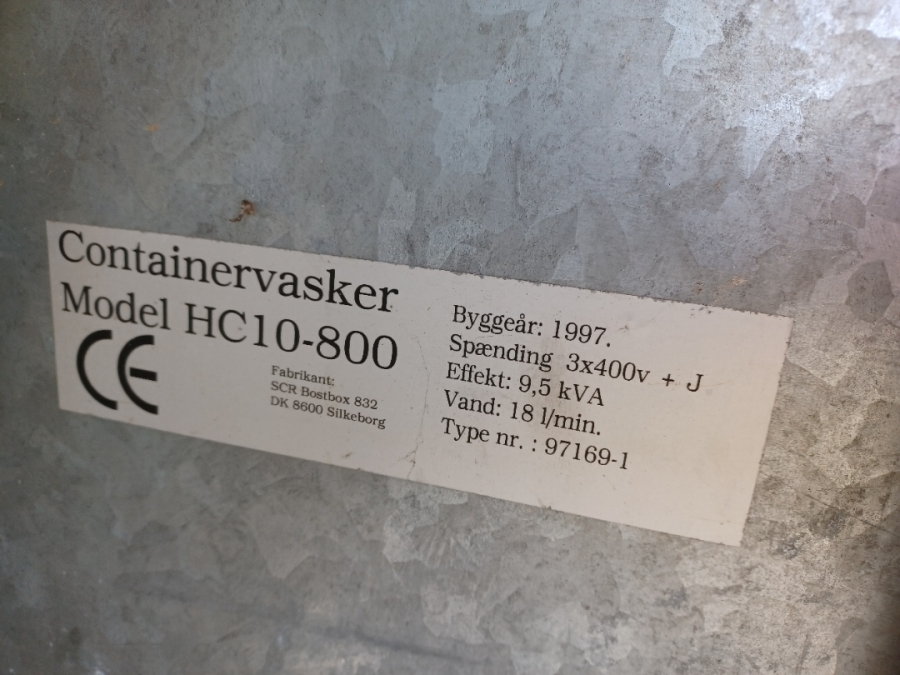 Containervasker
Model HC10-800
CE
Fabrikant:
SCR Bostbox 832
DK 8600 Silkeborg
Byggeår: 1997.
Spænding 3x400v + J
Effekt: 9,5 kVA
Vand: 18 l/min.
Type nr. : 97169-1